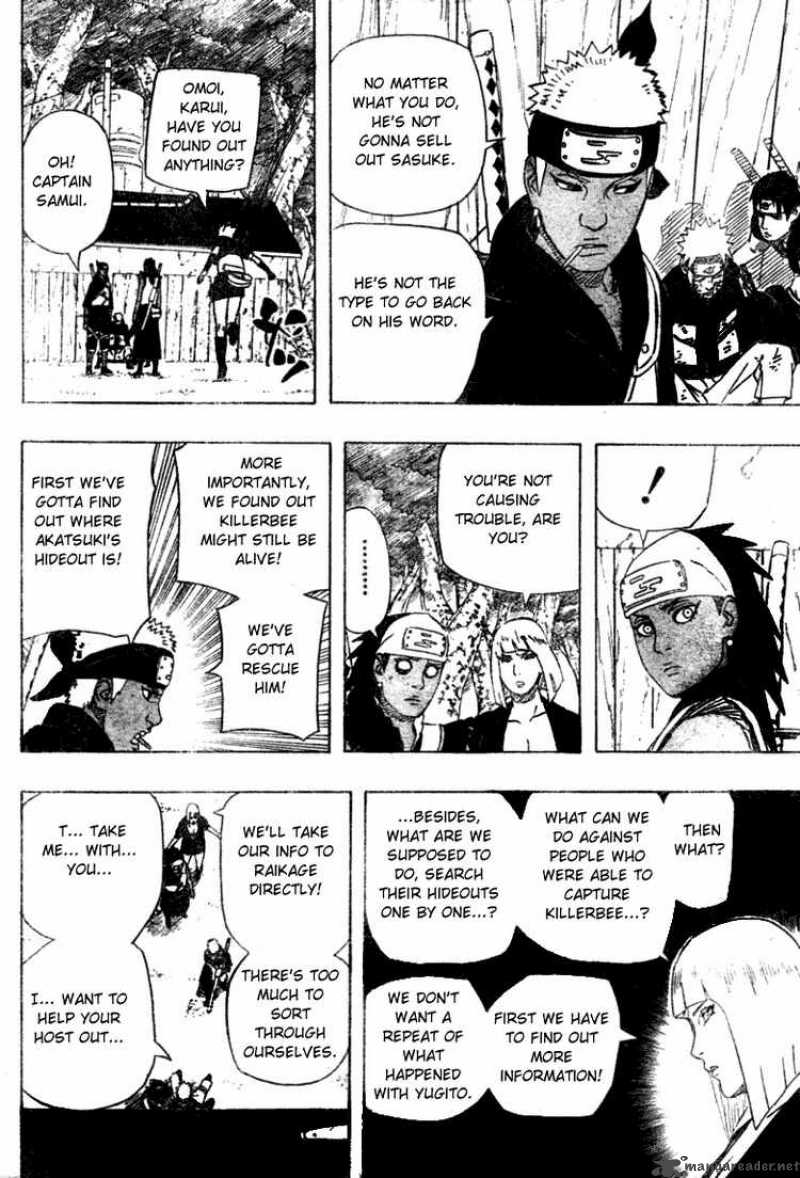 NO MATTER
WHAT YOU DO,
HE'S NOT
GONNA SELL
OUT SASUKE.
HE'S NOT THE
TYPE TO GO BACK
ON HIS WORD.
OMOI,
KARUI,
HAVE YOU
FOUND OUT
ANYTHING?
OH!
CAPTAIN
SAMUI.
!
YOU'RE NOT
CAUSING
TROUBLE, ARE
YOU?
........
MORE
IMPORTANTLY,
WE FOUND OUT
KILLERBEE
MIGHT STILL BE
ALIVE!
WE'VE
GOTTA
RESCUE
HIM!
FIRST WE'VE
GOTTA FIND
OUT WHERE
AKATSUKI'S
HIDEOUT IS!
THEN
WHAT?
WHAT CAN WE
DO AGAINST
PEOPLE WHO
WERE ABLE TO
CAPTURE
KILLERBEE...?
...BESIDES,
WHAT ARE WE
SUPPOSED TO
DO, SEARCH
THEIR HIDEOUTS
ONE BY ONE...?
FIRST WE HAVE
TO FIND OUT
MORE
INFORMATION!
WE DON'T
WANT A
REPEAT OF
WHAT
HAPPENED
WITH YUGITO.
WE'LL TAKE
OUR INFO TO
RAIKAGE
DIRECTLY!
THERE'S TOO
MUCH TO
SORT
THROUGH
OURSELVES.
T... TAKE
ME... WITH...
YOU...
I... WANT TO
HELP YOUR
HOST OUT...
mangareader.net